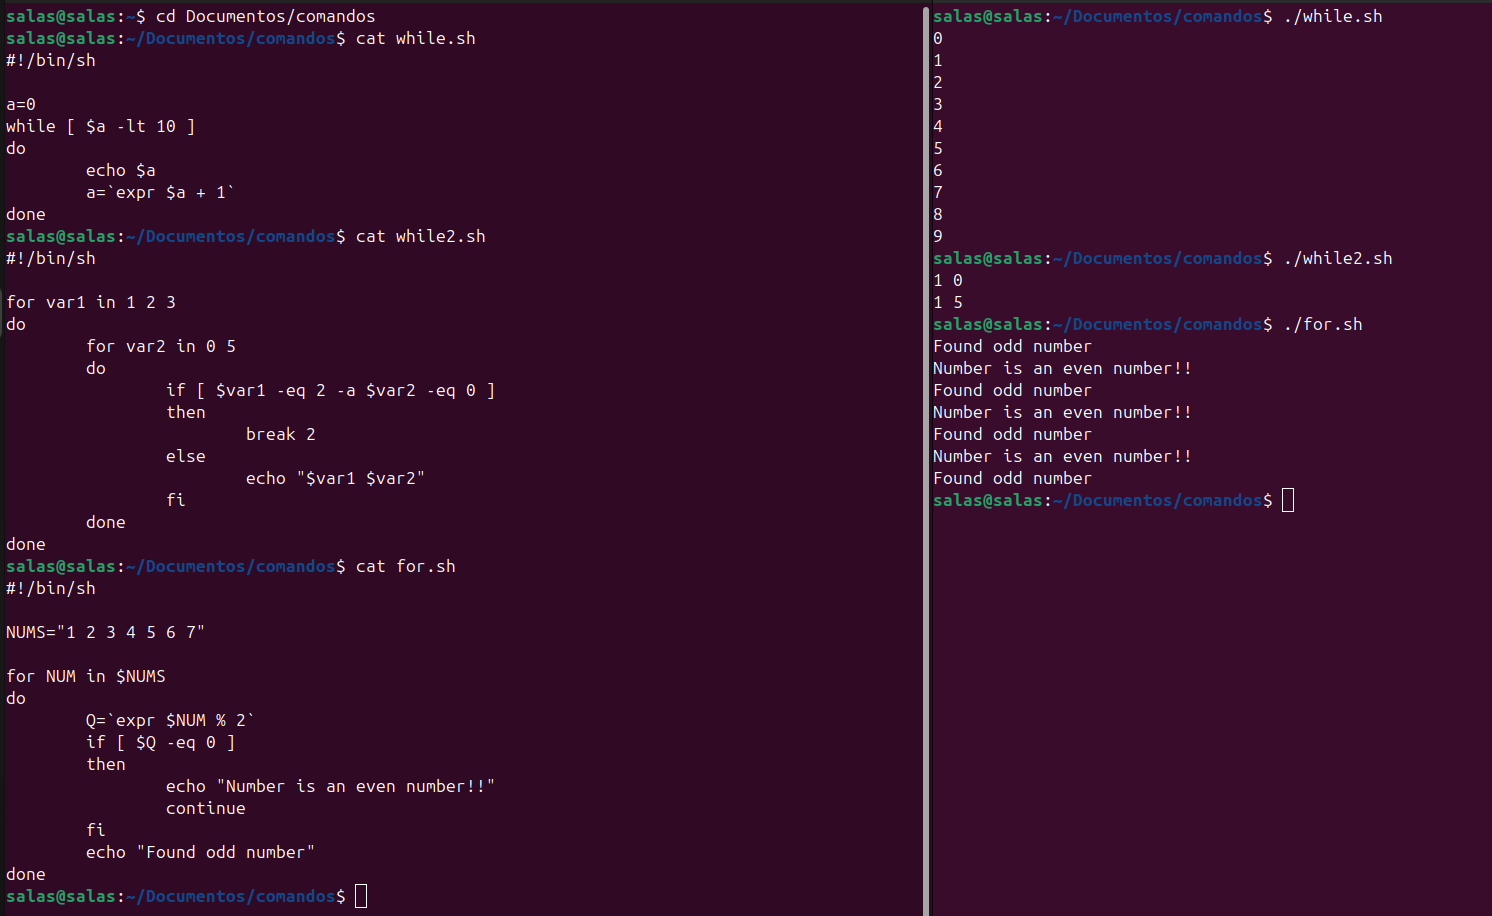 salas@salas:~$ cd Documentos/comandos
salas@salas:~/Documentos/comandos$ cat while.sh
#!/bin/sh

a=0
while [ $a -lt 10 ]
do
        echo $a
        a=`expr $a + 1`
done
salas@salas:~/Documentos/comandos$ cat while2.sh
#!/bin/sh

for var1 in 1 2 3
do
        for var2 in 0 5
        do
                if [ $var1 -eq 2 -a $var2 -eq 0 ]
                then
                        break 2
                else
                        echo "$var1 $var2"
                fi
        done
done
salas@salas:~/Documentos/comandos$ cat for.sh
#!/bin/sh

NUMS="1 2 3 4 5 6 7"

for NUM in $NUMS
do
        Q=`expr $NUM % 2`
        if [ $Q -eq 0 ]
        then
                echo "Number is an even number!!"
                continue
        fi
        echo "Found odd number"
done
salas@salas:~/Documentos/comandos$
salas@salas:~/Documentos/comandos$ ./while.sh
0
1
2
3
4
5
6
7
8
9
salas@salas:~/Documentos/comandos$ ./while2.sh
1 0
1 5
salas@salas:~/Documentos/comandos$ ./for.sh
Found odd number
Number is an even number!!
Found odd number
Number is an even number!!
Found odd number
Number is an even number!!
Found odd number
salas@salas:~/Documentos/comandos$